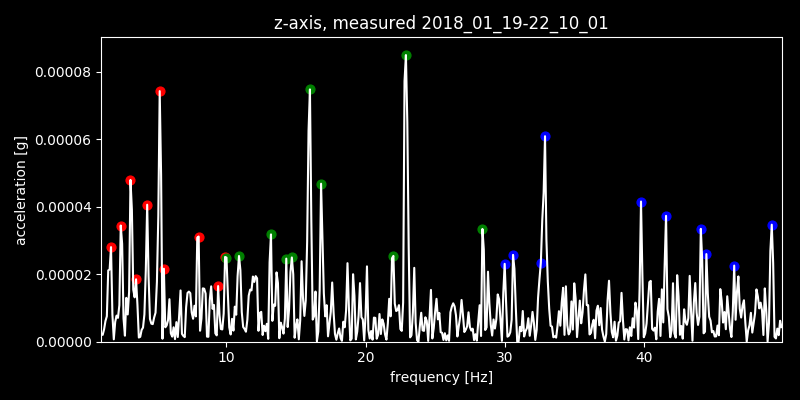 z-axis, measured 2018_01_19-22_10_01
0.00008
0.00006
0.00004
0.00002
0.00000
acceleration [g]
10 20 30 40
frequency [Hz]